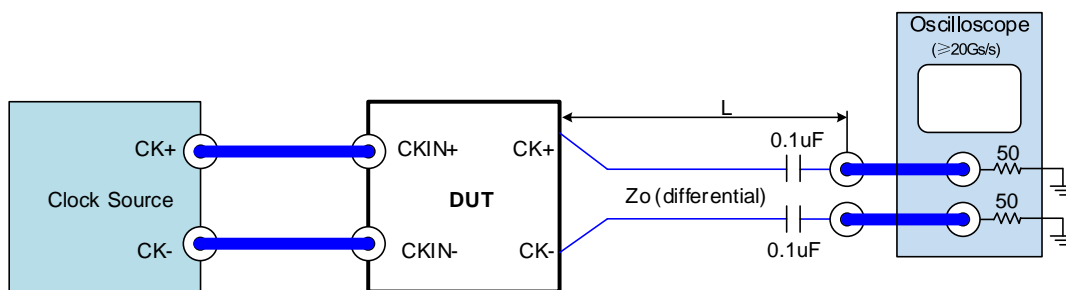 Oscilloscope
(≥20Gs/s)
L
CK+
CKIN+
CK+
0.1uF
50
Clock Source
DUT
Zo (differential)
50
CK-
CKIN-
CK-
0.1uF